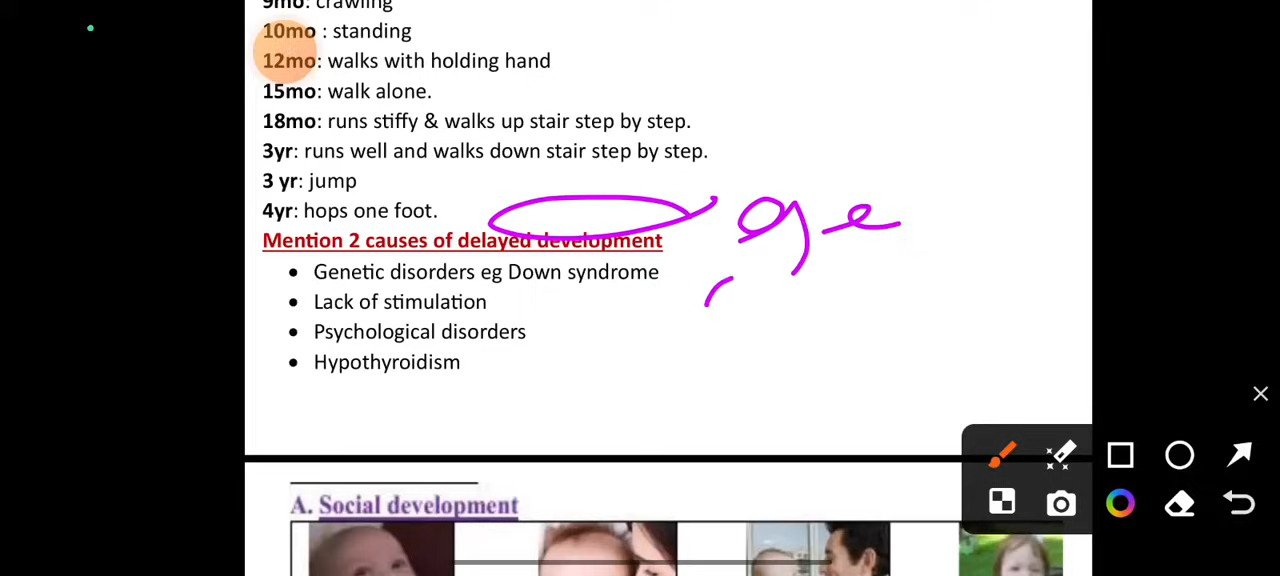 9mo: crawling
10mo : standing
12mo: walks with holding hand
15mo: walk alone.
18mo: runs stiffy & walks up stair step by step.
3yr: runs well and walks down stair step by step.
3 yr: jump
4yr: hops one foot.
ge
Mention 2 causes of delayed development
• Genetic disorders eg Down syndrome
• Lack of stimulation
• Psychological disorders
• Hypothyroidism
A. Social development